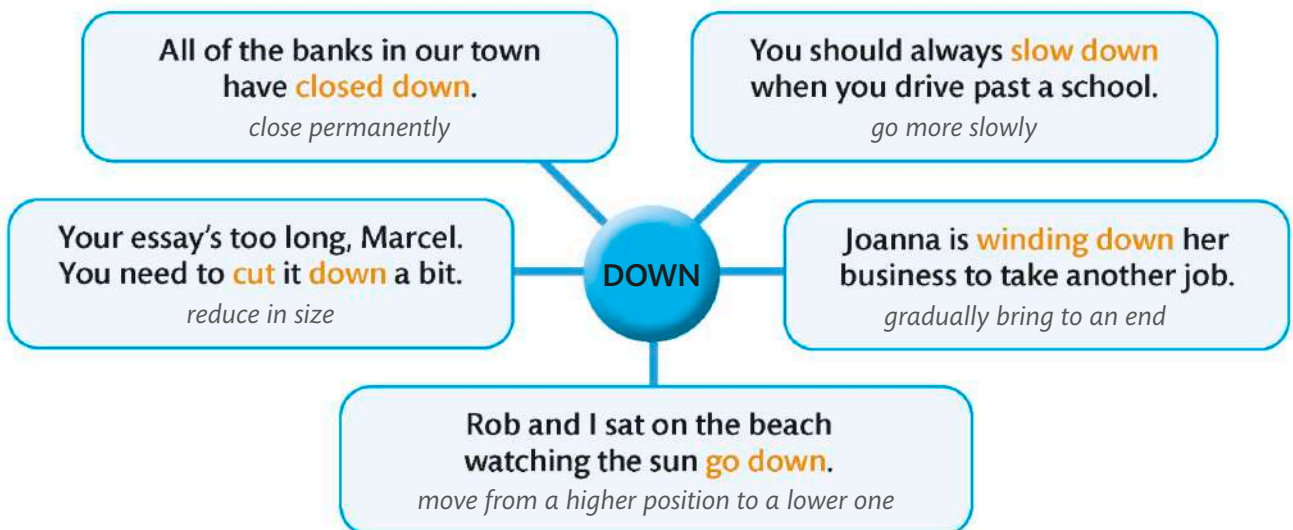 All of the banks in our town
have closed down.
close permanently
You should always slow down
when you drive past a school.
go more slowly
Your essay's too long, Marcel.
You need to cut it down a bit.
reduce in size
DOWN
Joanna is winding down her
business to take another job.
gradually bring to an end
Rob and I sat on the beach
watching the sun go down.
move from a higher position to a lower one